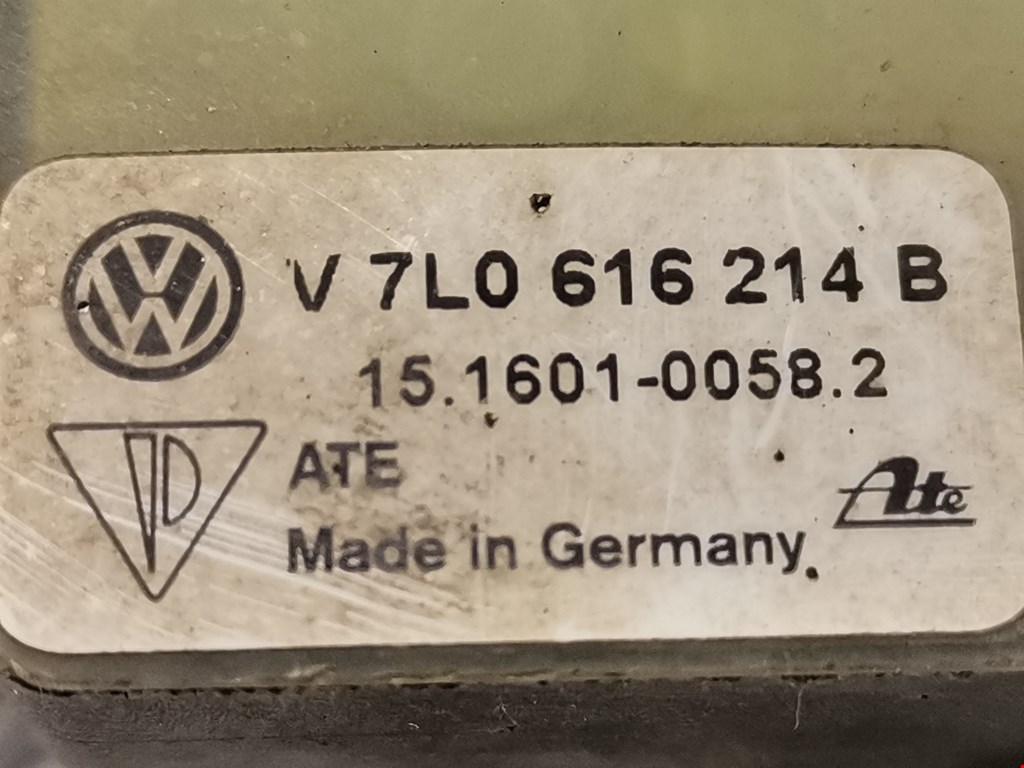 V 7L0 616 214 B
15.1601-0058.2
ATE
Ate
Made in Germany